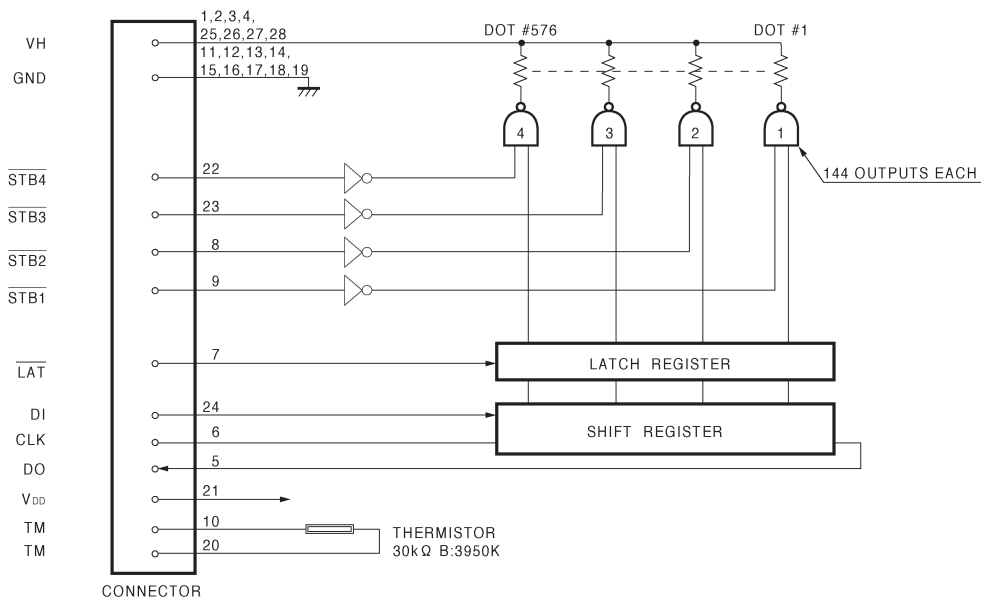 1,2,3,4,
VH
25,26,27,28
DOT #576
DOT #1
11,12,13,14,
GND
15,16,17,18,19
4
3
2
1
144 OUTPUTS EACH
STB4
22
STB3
23
STB2
8
STB1
9
LAT
7
LATCH REGISTER
DI
24
CLK
6
SHIFT REGISTER
DO
5
VDD
21
TM
10
THERMISTOR
TM
20
30kΩ B:3950K
CONNECTOR